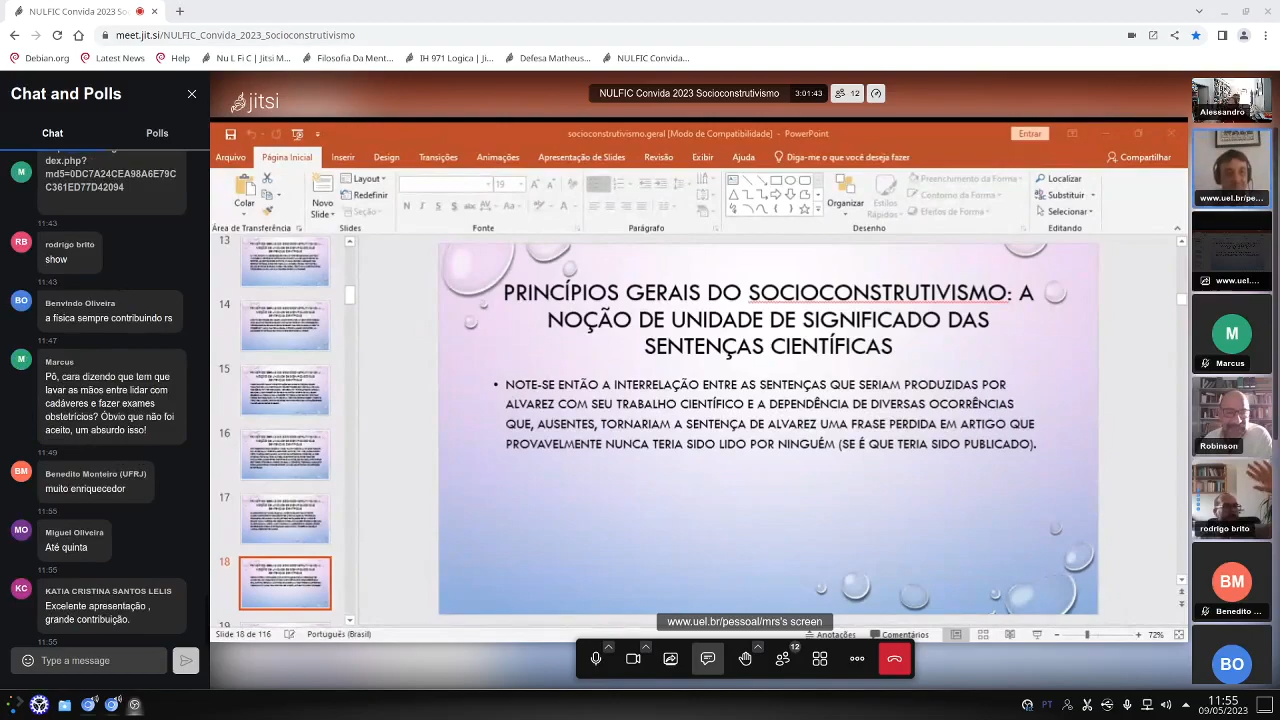 NULFIC Convida 2023 Soc
meet.jit.si/NULFIC_Convida_2023_Socioconstrutivismo
Debian.org
Latest News
Help
Nu L F i C | Jitsi M...
Filosofia Da Ment...
IH 971 Logica | Ji...
Defesa Matheus...
NULFIC Convida...
Chat and Polls
Chat
Polls
dex.php?
11:43
rodrigo brito
show
11:43
Benvindo Oliveira
11:47
Marcus
Pô, cara dizendo que tem que
lavar as mãos entre lidar com
cadáveres e fazer exames
obstetrícios? Óbvio que não foi
aceito, um absurdo isso!
Benedito Monteiro (UFRJ)
muito enriquecedor
11:55
Miguel Oliveira
Até quinta
11:55
KATIA CRISTINA SANTOS LELIS
Excelente apresentação ,
grande contribuição.
11:55
Type a message
jitsi
NULFIC Convida 2023 Socioconstrutivismo
3:01:43
12
socioconstrutivismo.geral [Modo de Compatibilidade] - PowerPoint
Entrar
Arquivo
Página Inicial
Inserir
Design
Transições
Animações
Apresentação de Slides
Revisão
Exibir
Ajuda
Diga-me o que você deseja fazer
Compartilhar
Colar
Novo
Slide
Layout
Redefinir
Seção
19
N I S
Organizar
Estilos
Rápidos
Preenchimento da Forma
Contorno da Forma
Efeitos de Forma
Localizar
Substituir
Selecionar
Área de Transferência
Slides
Fonte
Parágrafo
Desenho
Editando
13
14
15
16
17
18
19
PRINCÍPIOS GERAIS DO SOCIOCONSTRUTIVISMO: A
NOÇÃO DE UNIDADE DE SIGNIFICADO DAS
SENTENÇAS CIENTÍFICAS
• NOTE-SE ENTÃO A INTERRELAÇÃO ENTRE AS SENTENÇAS QUE SERIAM PRODUZIDAS POR
ALVAREZ COM SEU TRABALHO CIENTÍFICO E A DEPENDÊNCIA DE DIVERSAS OCORRÊNCIAS
QUE, AUSENTES, TORNARIAM A SENTENÇA DE ALVAREZ UMA FRASE PERDIDA EM ARTIGO QUE
PROVAVELMENTE NUNCA TERIA SIDO LIDO POR NINGUÉM (SE É QUE TERIA SIDO PUBLICADO).
www.uel.br/pessoal/mrs's screen
Slide 18 de 116
Português (Brasil)
Anotações
Comentários
72%
12
Alessandro
www.uel.br/pe...
www.uel....
M
Marcus
Robinson
rodrigo brito
BM
Benedito ...
BO
PT
11:55
09/05/2023